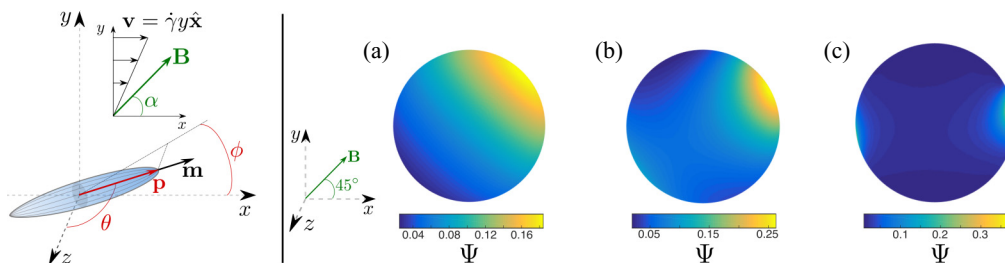 y
y
v = γ̇yx̂
B
α
x
ϕ
m
p
x
θ
z
y
B
45°
x
z
(a)
0.04 0.08 0.12 0.16
Ψ
(b)
0.05 0.15 0.25
Ψ
(c)
0.1 0.2 0.3
Ψ